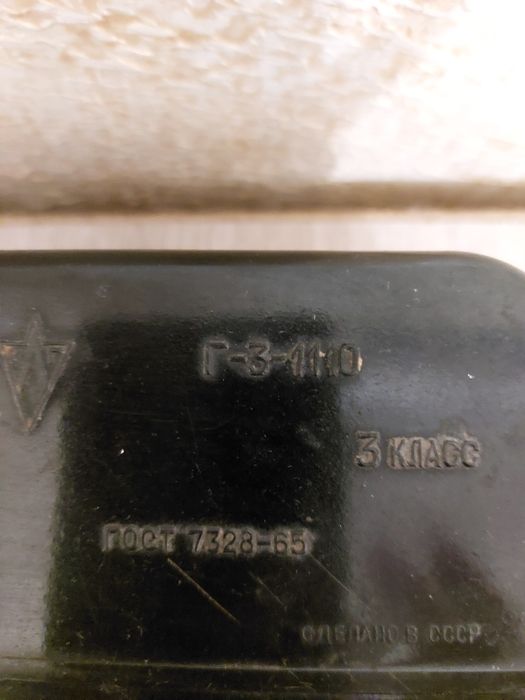 Г-3-1110
3 КЛАСС
ГОСТ 7328-65
СДЕЛАНО В СССР